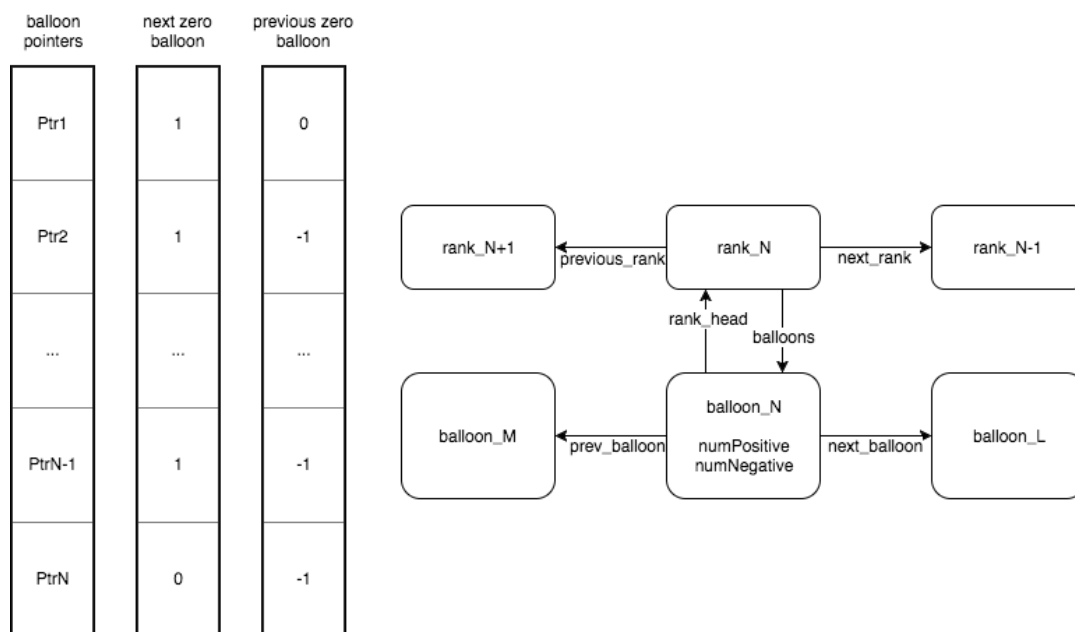 balloon
pointers
next zero
balloon
previous zero
balloon
Ptr1
1
0
Ptr2
1
-1
...
...
...
PtrN-1
1
-1
PtrN
0
-1
rank_N+1
previous_rank
rank_N
next_rank
rank_N-1
rank_head
balloons
balloon_M
prev_balloon
balloon_N
numPositive
numNegative
next_balloon
balloon_L